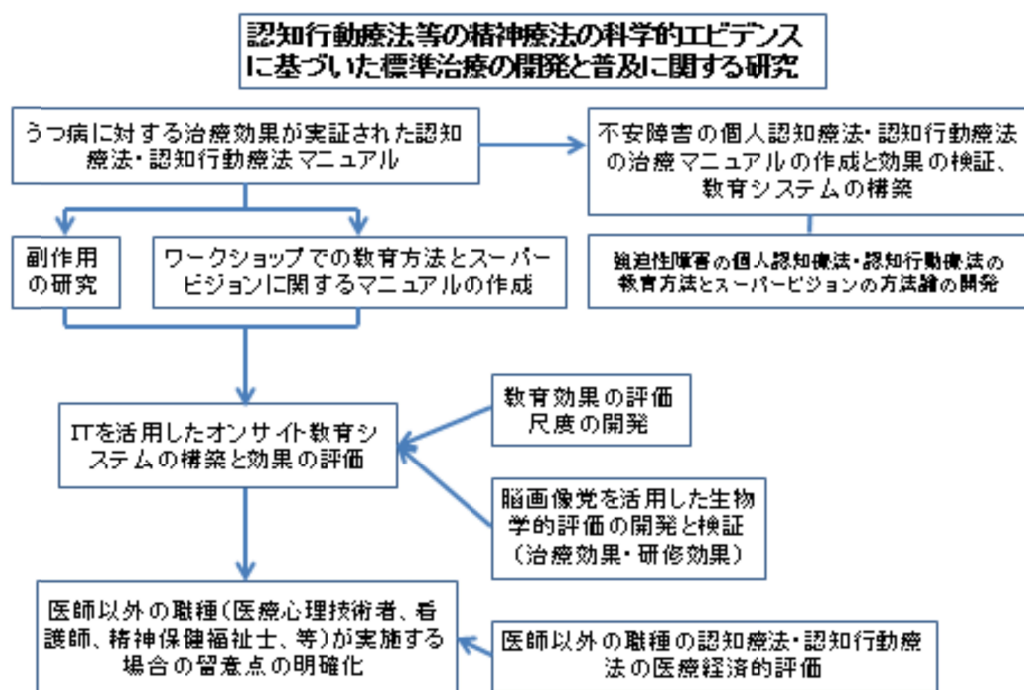 認知行動療法等の精神療法の科学的エビデンス
に基づいた標準治療の開発と普及に関する研究
うつ病に対する治療効果が実証された認知
療法・認知行動療法マニュアル
不安障害の個人認知療法・認知行動療法
の治療マニュアルの作成と効果の検証、
教育システムの構築
副作用
の研究
ワークショップでの教育方法とスーパー
ビジョンに関するマニュアルの作成
強迫性障害の個人認知療法・認知行動療法の
教育方法とスーパービジョンの方法論の開発
教育効果の評価
尺度の開発
ITを活用したオンサイト教育シ
ステムの構築と効果の評価
脳画像党を活用した生物
学的評価の開発と検証
（治療効果・研修効果）
医師以外の職種（医療心理技術者、看
護師、精神保健福祉士、等）が実施する
場合の留意点の明確化
医師以外の職種の認知療法・認知行動療
法の医療経済的評価